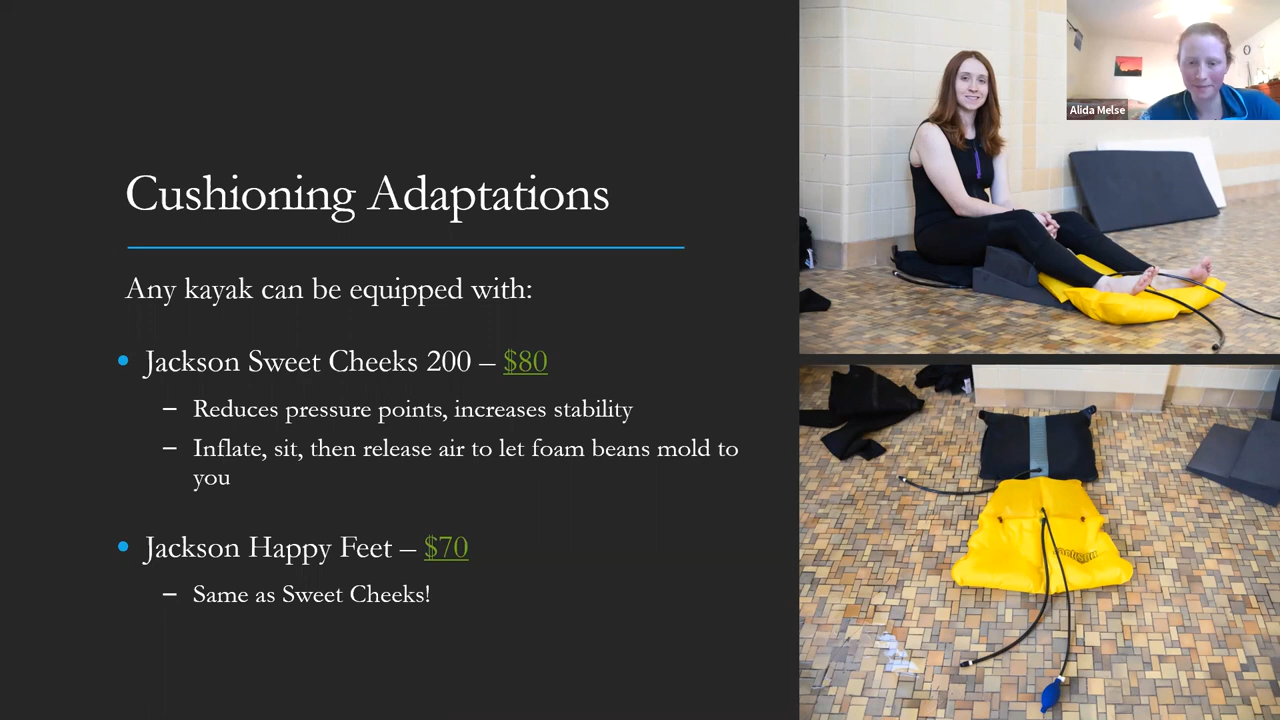 Cushioning Adaptations
Any kayak can be equipped with:
• Jackson Sweet Cheeks 200 – $80
– Reduces pressure points, increases stability
– Inflate, sit, then release air to let foam beans mold to
you
• Jackson Happy Feet – $70
– Same as Sweet Cheeks!
Alida Melse